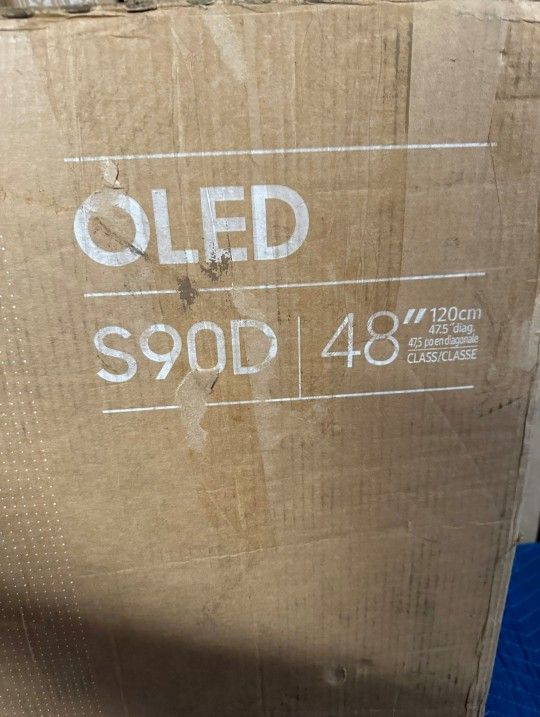 OLED
S90D
48″
120cm
47.5″diag.
47,5 po en diagonale
CLASS/CLASSE